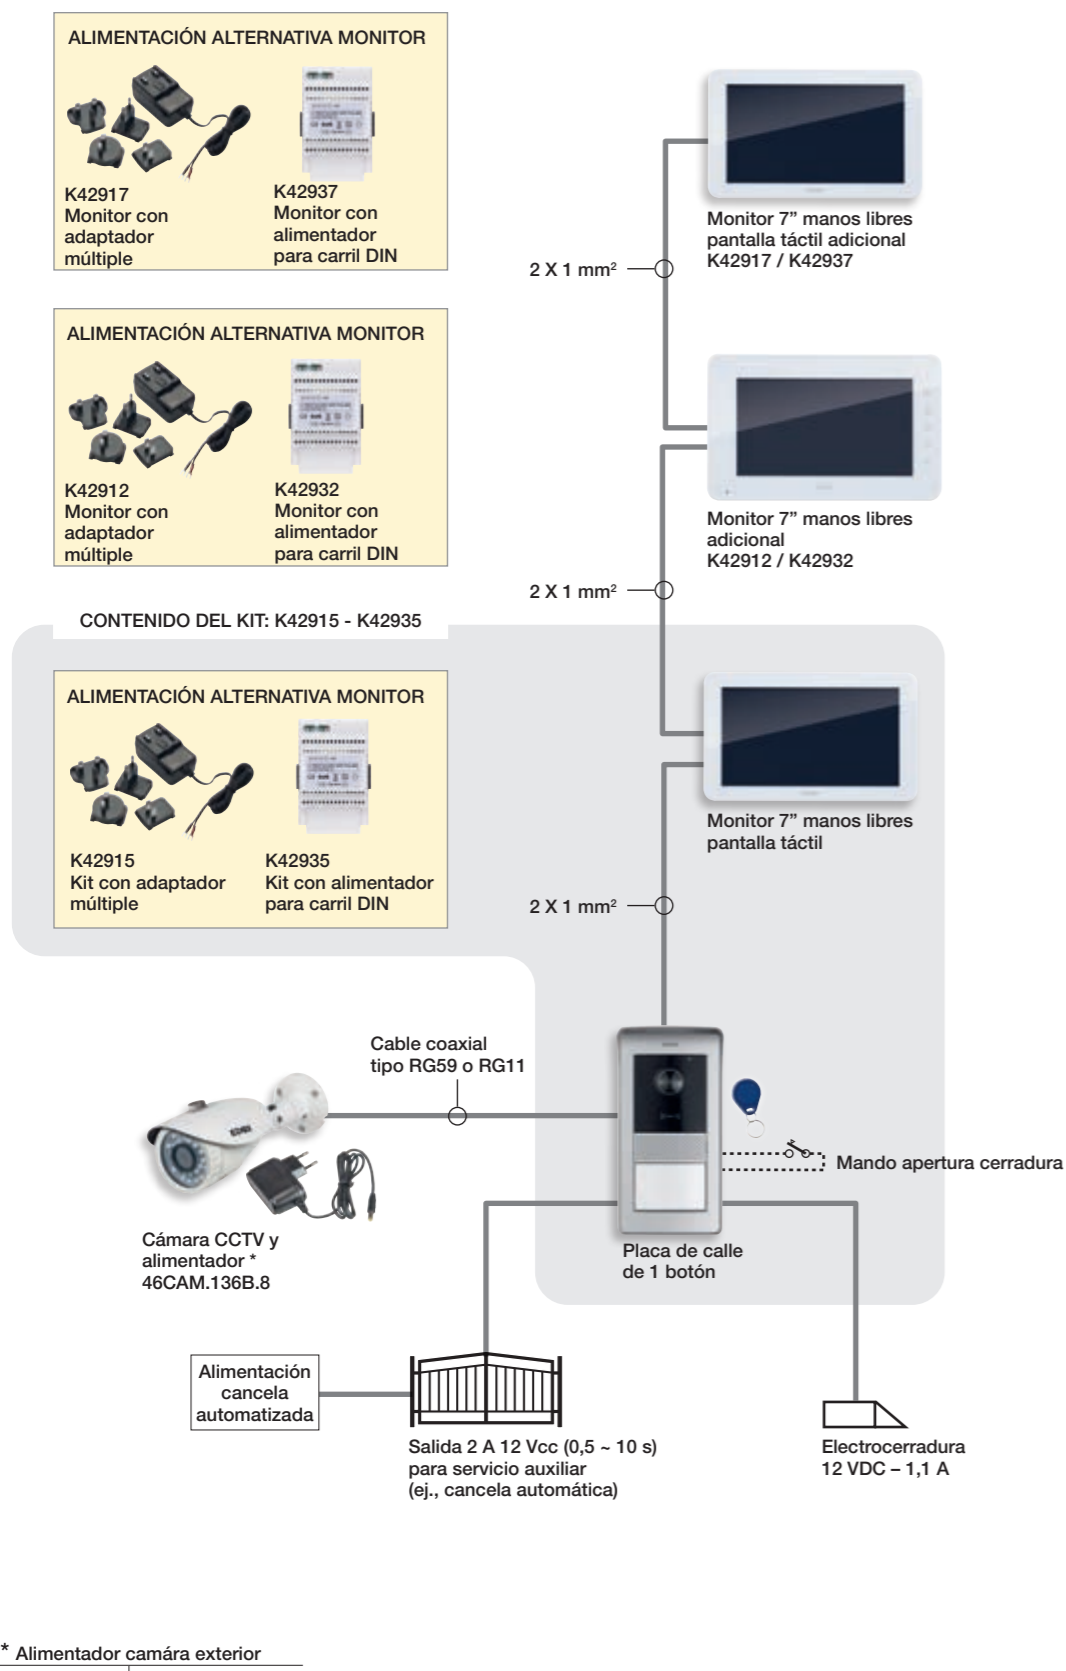 ALIMENTACIÓN ALTERNATIVA MONITOR
K42917
Monitor con
adaptador
múltiple
K42937
Monitor con
alimentador
para carril DIN
Monitor 7” manos libres
pantalla táctil adicional
K42917 / K42937
2 X 1 mm²
ALIMENTACIÓN ALTERNATIVA MONITOR
K42912
Monitor con
adaptador
múltiple
K42932
Monitor con
alimentador
para carril DIN
Monitor 7” manos libres
adicional
K42912 / K42932
2 X 1 mm²
CONTENIDO DEL KIT: K42915 - K42935
ALIMENTACIÓN ALTERNATIVA MONITOR
K42915
Kit con adaptador
múltiple
K42935
Kit con alimentador
para carril DIN
Monitor 7” manos libres
pantalla táctil
2 X 1 mm²
Cable coaxial
tipo RG59 o RG11
Mando apertura cerradura
Cámara CCTV y
alimentador *
46CAM.136B.8
Placa de calle
de 1 botón
Alimentación
cancela
automatizada
Salida 2 A 12 Vcc (0,5 ~ 10 s)
para servicio auxiliar
(ej., cancela automática)
Electrocerradura
12 VDC – 1,1 A
* Alimentador camára exterior